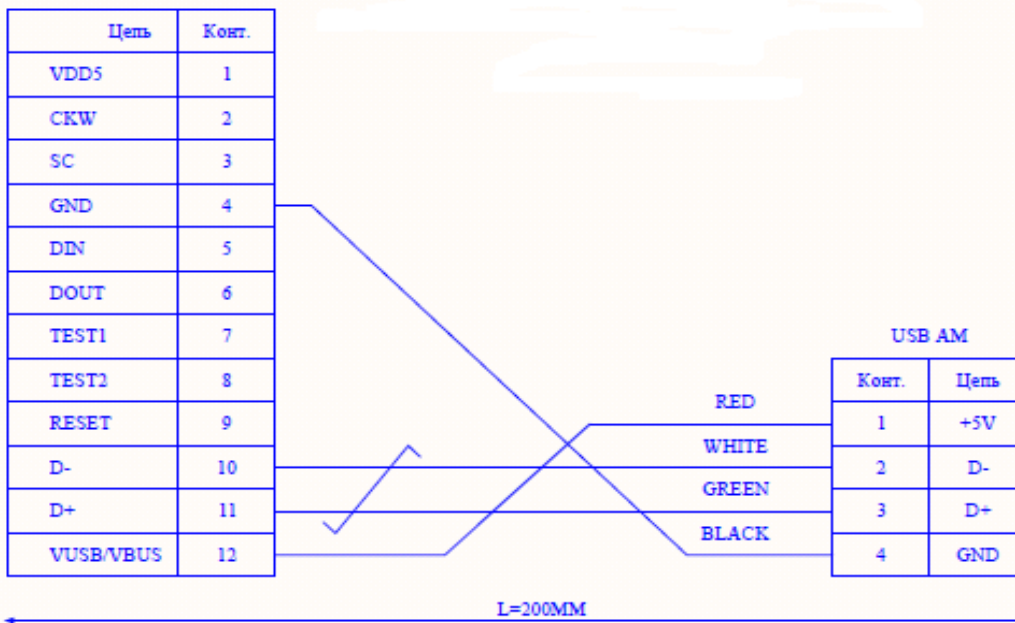 Цепь Конт.
VDD5 1
CKW 2
SC 3
GND 4
DIN 5
DOUT 6
TEST1 7
TEST2 8
RESET 9
D- 10
D+ 11
VUSB/VBUS 12
RED
WHITE
GREEN
BLACK
USB AM
Конт. Цепь
1 +5V
2 D-
3 D+
4 GND
L=200MM